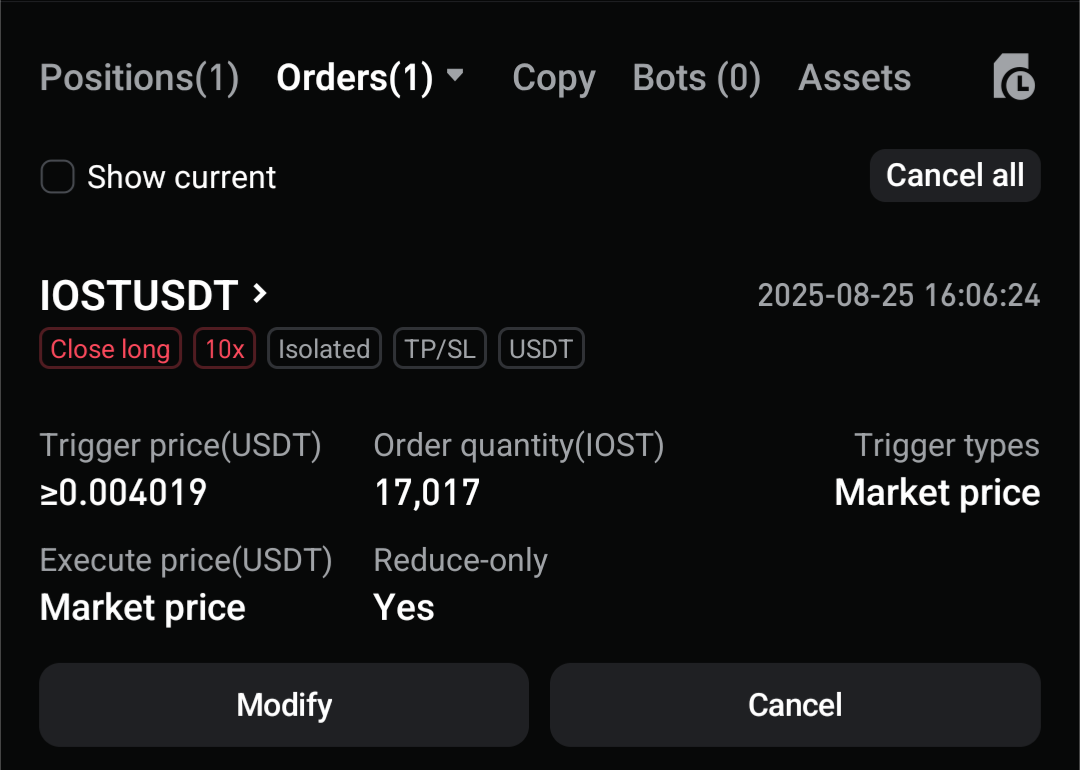 Positions(1) Orders(1) Copy Bots (0) Assets
Show current Cancel all
IOSTUSDT 2025-08-25 16:06:24
Close long 10x Isolated TP/SL USDT
Trigger price(USDT) Order quantity(IOST) Trigger types
≥0.004019 17,017 Market price
Execute price(USDT) Reduce-only
Market price Yes
Modify Cancel